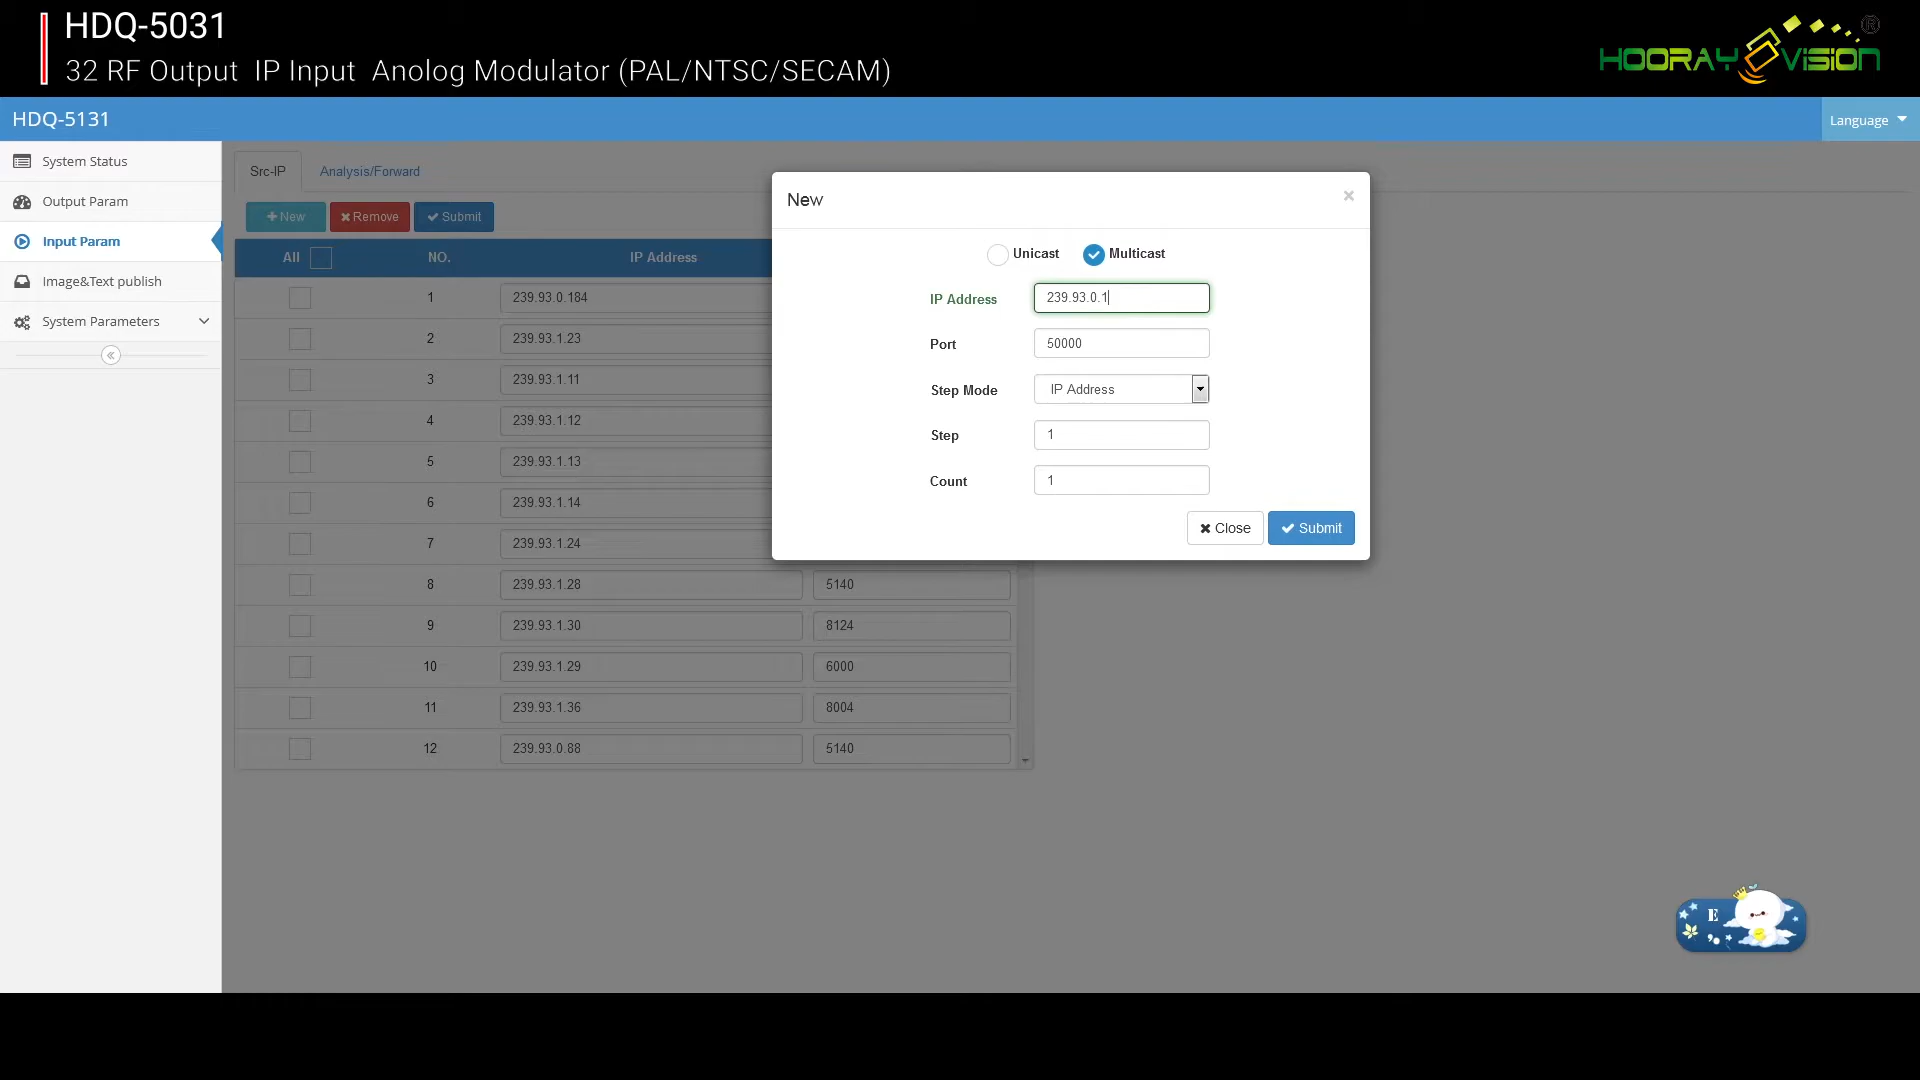 HDQ-5031
32 RF Output IP Input Anolog Modulator (PAL/NTSC/SECAM)
HOORAY VISION ®
HDQ-5131
Language
System Status
Output Param
Input Param
Image&Text publish
System Parameters
Src-IP Analysis/Forward
New Remove Submit
All NO. IP Address
1 239.93.0.184
2 239.93.1.23
3 239.93.1.11
4 239.93.1.12
5 239.93.1.13
6 239.93.1.14
7 239.93.1.24
8 239.93.1.28 5140
9 239.93.1.30 8124
10 239.93.1.29 6000
11 239.93.1.36 8004
12 239.93.0.88 5140
New ×
Unicast Multicast
IP Address 239.93.0.1
Port 50000
Step Mode IP Address
Step 1
Count 1
Close Submit
E